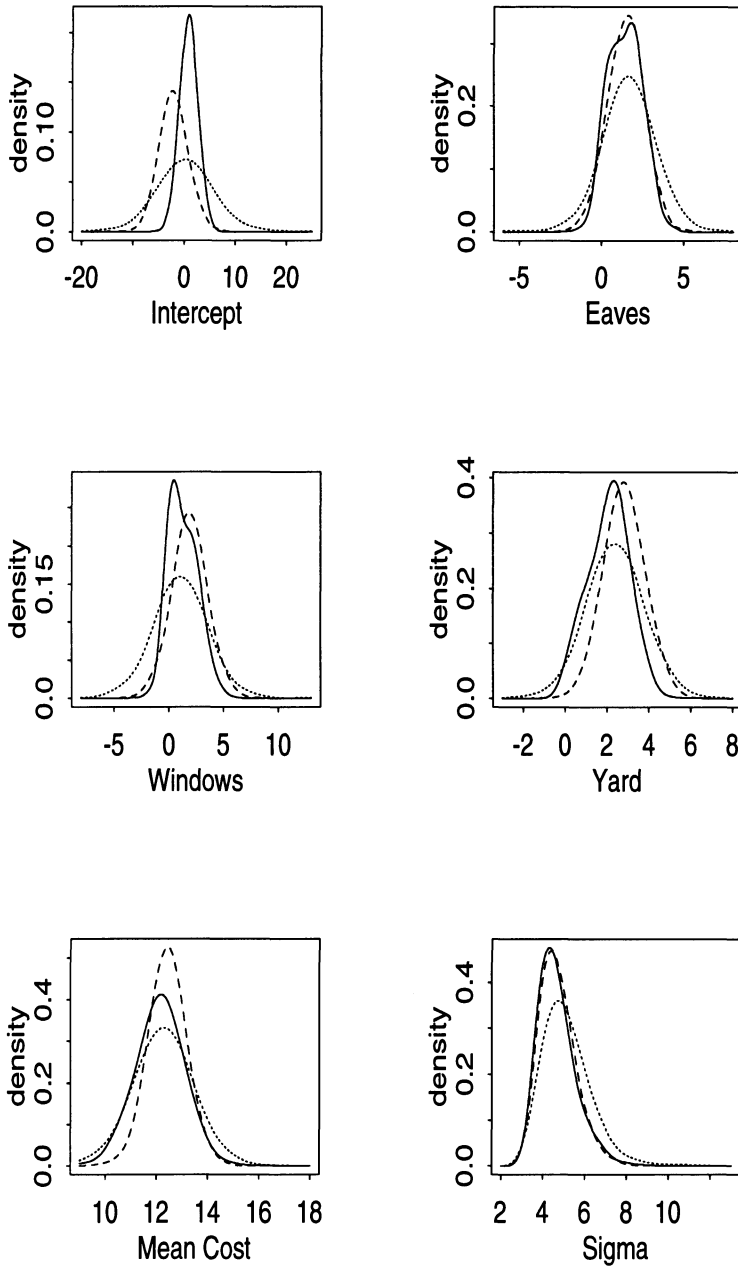 density
0.0 0.10
-20 0 10 20
Intercept
density
0.0 0.2
-5 0 5
Eaves
density
0.0 0.15
-5 0 5 10
Windows
density
0.0 0.2 0.4
-2 0 2 4 6 8
Yard
density
0.0 0.2 0.4
10 12 14 16 18
Mean Cost
density
0.0 0.2 0.4
2 4 6 8 10
Sigma